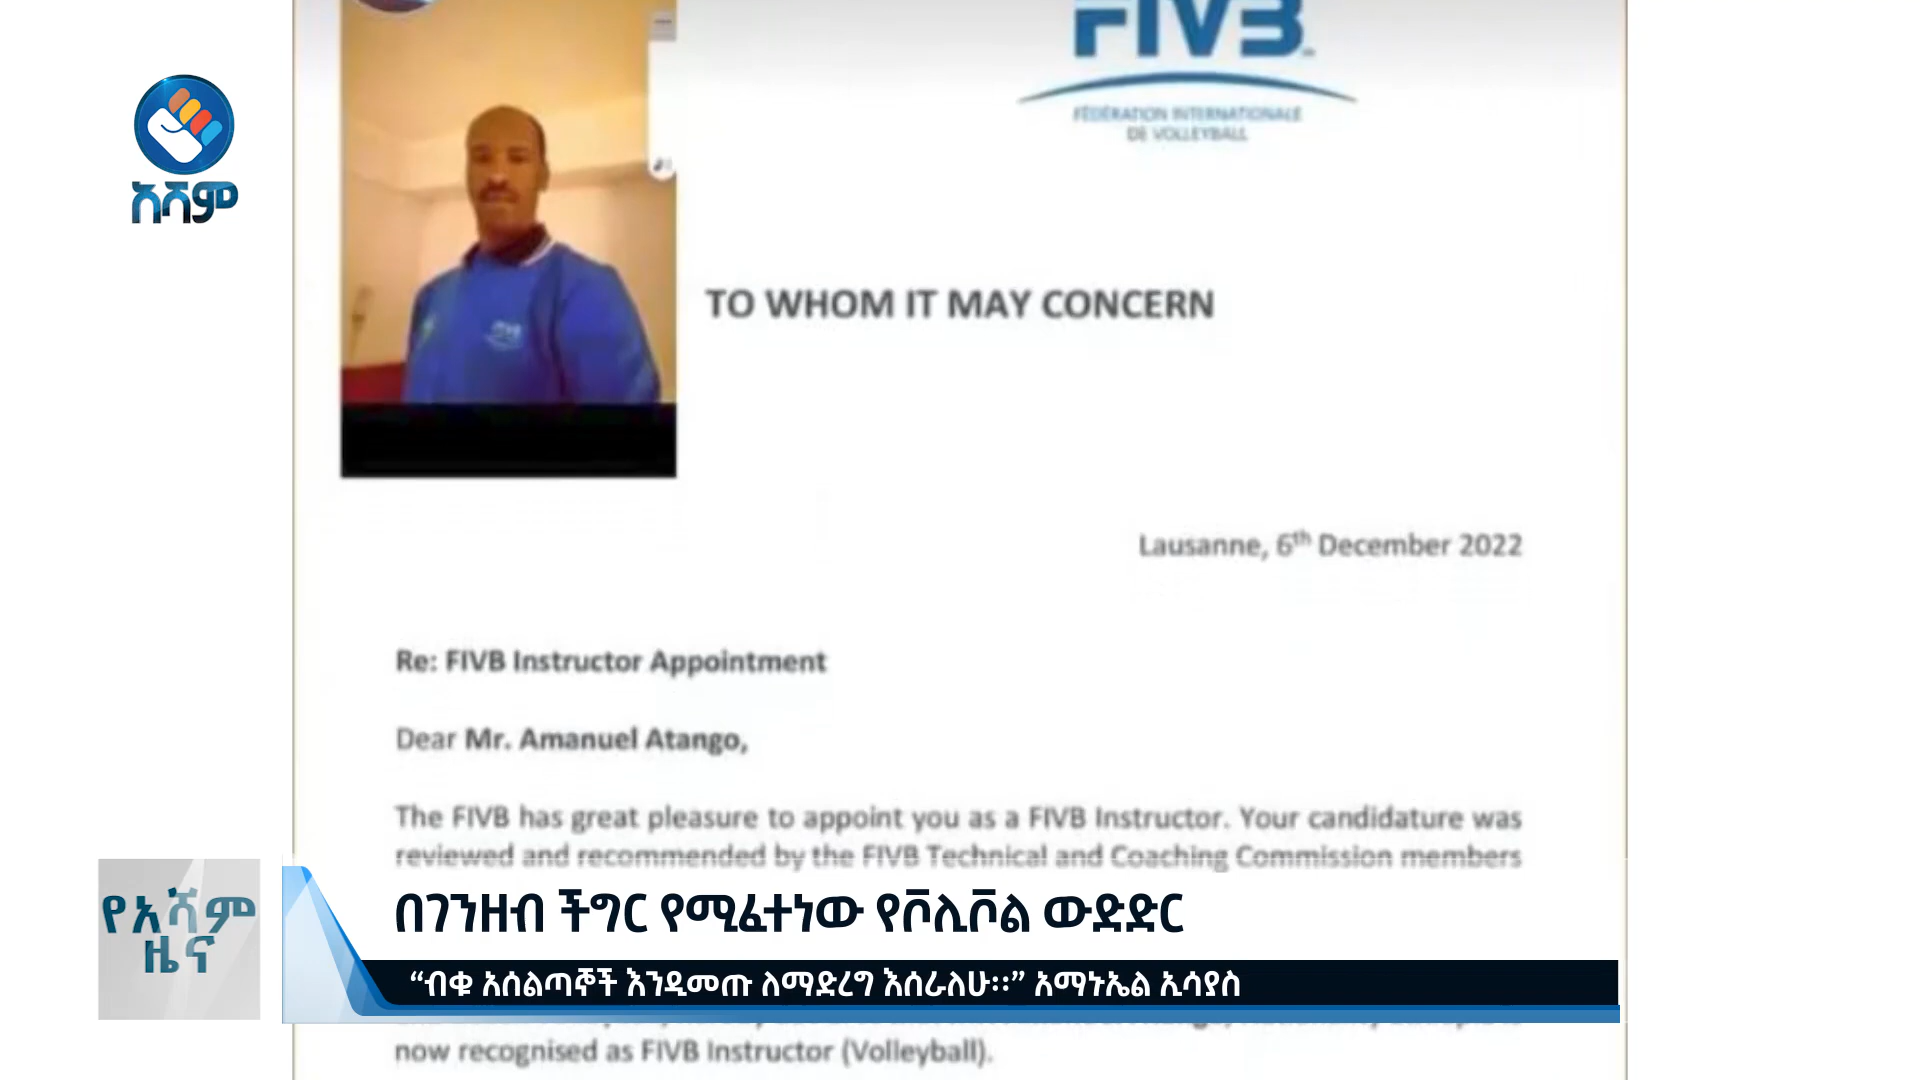 FIVB
FÉDÉRATION INTERNATIONALE
DE VOLLEYBALL
አሻም
TO WHOM IT MAY CONCERN
Lausanne, 6th December 2022
Re: FIVB Instructor Appointment
Dear Mr. Amanuel Atango,
The FIVB has great pleasure to appoint you as a FIVB Instructor. Your candidature was
reviewed and recommended by the FIVB Technical and Coaching Commission members
የአሻም
ዜና
በገንዘብ ችግር የሚፈተነው የቮሊቮል ውድድር
“ብቁ አሰልጣኞች እንዲመጡ ለማድረግ እሰራለሁ።” አማኑኤል ኢሳያስ
now recognised as FIVB Instructor (Volleyball).